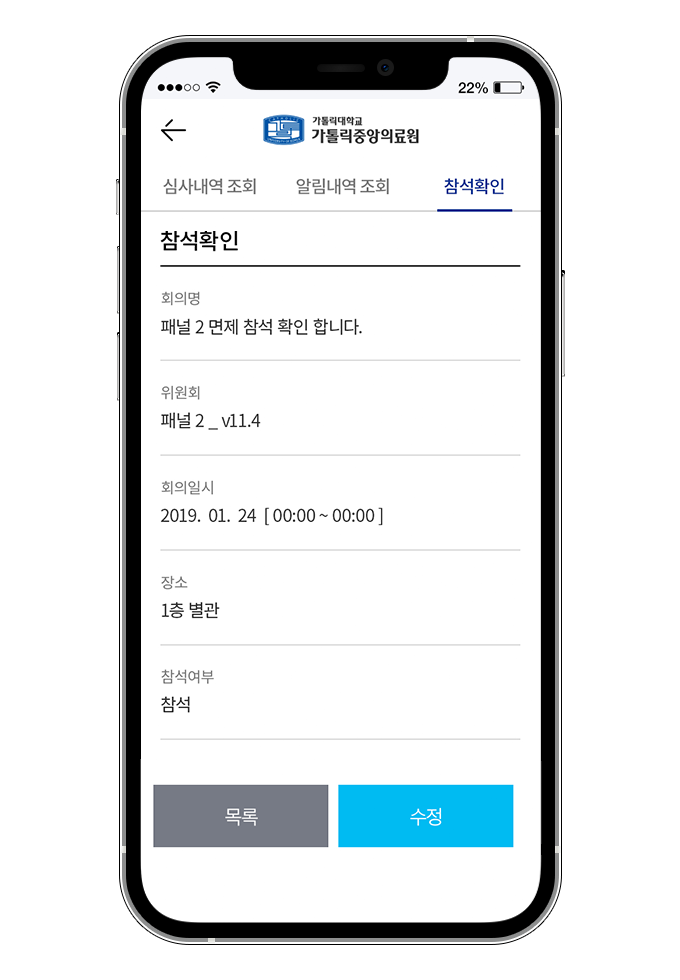 22%
가톨릭대학교
가톨릭중앙의료원
심사내역 조회 알림내역 조회 참석확인
참석확인
회의명
패널 2 면제 참석 확인 합니다.
위원회
패널 2 _ v11.4
회의일시
2019. 01. 24 [ 00:00 ~ 00:00 ]
장소
1층 별관
참석여부
참석
목록 수정